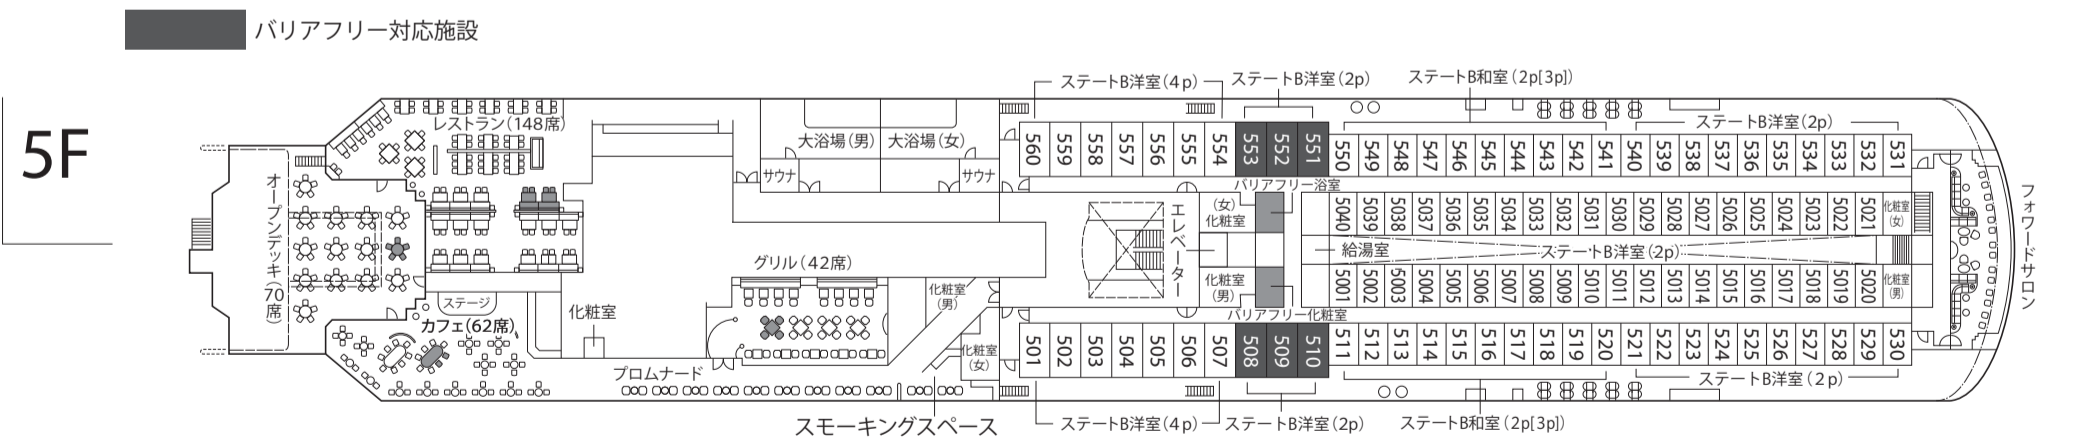 バリアフリー対応施設
5F
ステートB洋室（4p）
ステートB洋室（2p）
ステートB和室（2p[3p]）
ステートB洋室（2p）
レストラン（148席）
大浴場（男）
大浴場（女）
サウナ
サウナ
560 559 558 557 556 555 554 553 552 551 550 549 548 547 546 545 544 543 542 541 540 539 538 537 536 535 534 533 532 531
バリアフリー浴室
オープンデッキ（70席）
（女）
化粧室
エレベーター
5040 5039 5038 5037 5036 5035 5034 5033 5032 5031 5030 5029 5028 5027 5026 5025 5024 5023 5022 5021
化粧室
（女）
フォワードサロン
給湯室
ステートB洋室（2p）
グリル（42席）
化粧室
（男）
化粧室
（男）
5001 5002 5003 5004 5005 5006 5007 5008 5009 5010 5011 5012 5013 5014 5015 5016 5017 5018 5019 5020
化粧室
（男）
ステージ
カフェ（62席）
化粧室
バリアフリー化粧室
化粧室
（女）
501 502 503 504 505 506 507 508 509 510 511 512 513 514 515 516 517 518 519 520 521 522 523 524 525 526 527 528 529 530
プロムナード
ステートB洋室（2p）
スモーキングスペース
ステートB洋室（4p）
ステートB洋室（2p）
ステートB和室（2p[3p]）